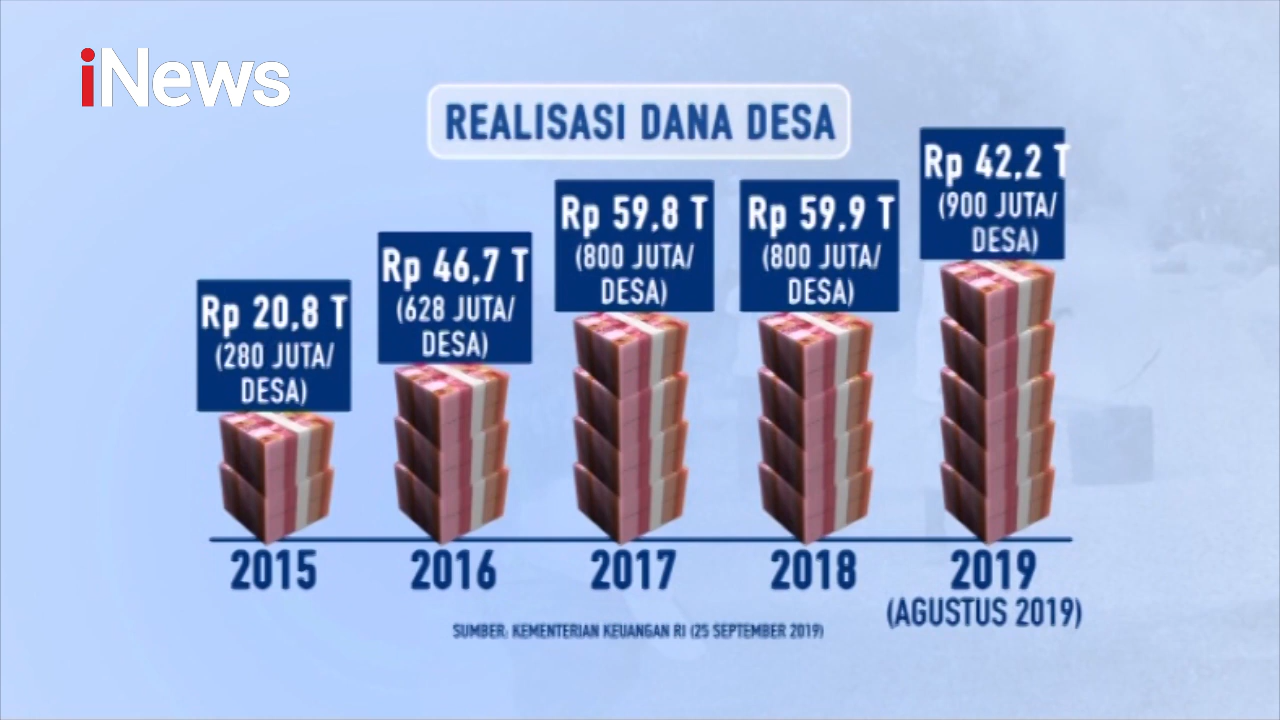 iNews
REALISASI DANA DESA
Rp 20,8 T
(280 JUTA/
DESA)
Rp 46,7 T
(628 JUTA/
DESA)
Rp 59,8 T
(800 JUTA/
DESA)
Rp 59,9 T
(800 JUTA/
DESA)
Rp 42,2 T
(900 JUTA/
DESA)
2015
2016
2017
2018
2019
(AGUSTUS 2019)
SUMBER: KEMENTERIAN KEUANGAN RI (25 SEPTEMBER 2019)